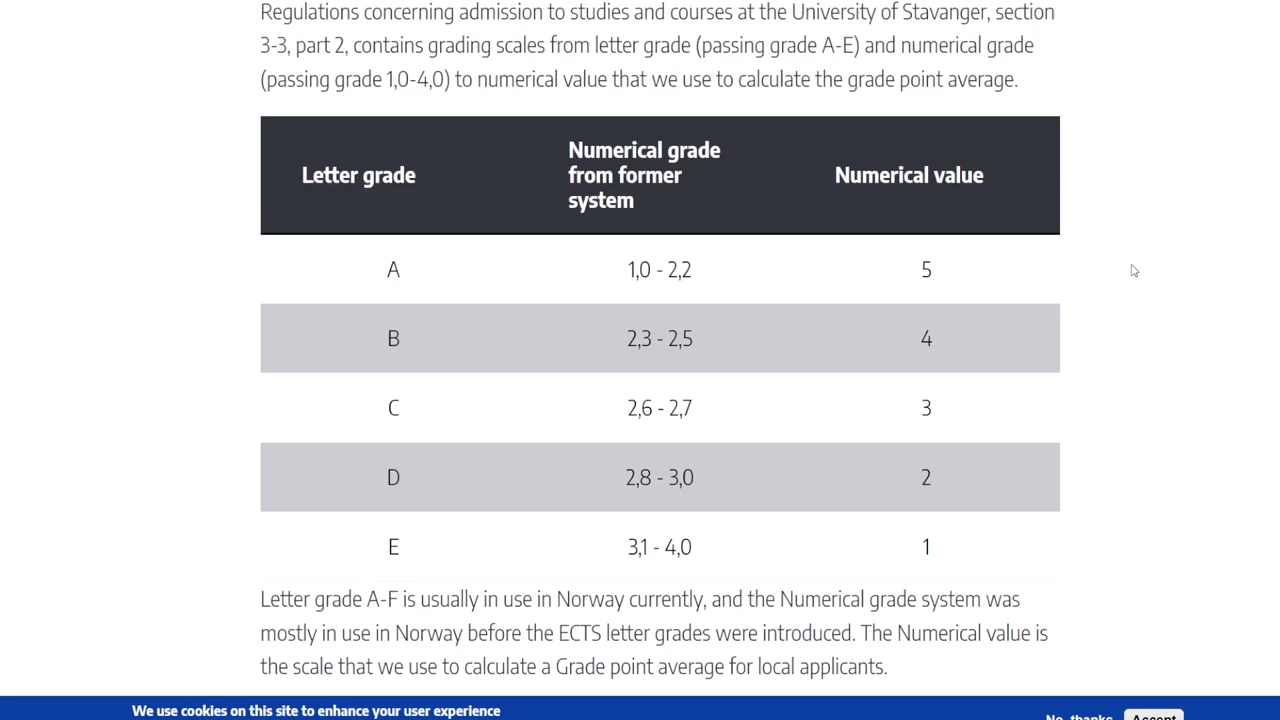 Regulations concerning admission to studies and courses at the University of Stavanger, section
3-3, part 2, contains grading scales from letter grade (passing grade A-E) and numerical grade
(passing grade 1,0-4,0) to numerical value that we use to calculate the grade point average.
Letter grade
Numerical grade
from former
system
Numerical value
A 1,0 - 2,2 5
B 2,3 - 2,5 4
C 2,6 - 2,7 3
D 2,8 - 3,0 2
E 3,1 - 4,0 1
Letter grade A-F is usually in use in Norway currently, and the Numerical grade system was
mostly in use in Norway before the ECTS letter grades were introduced. The Numerical value is
the scale that we use to calculate a Grade point average for local applicants.
We use cookies on this site to enhance your user experience
No, thanks Accept